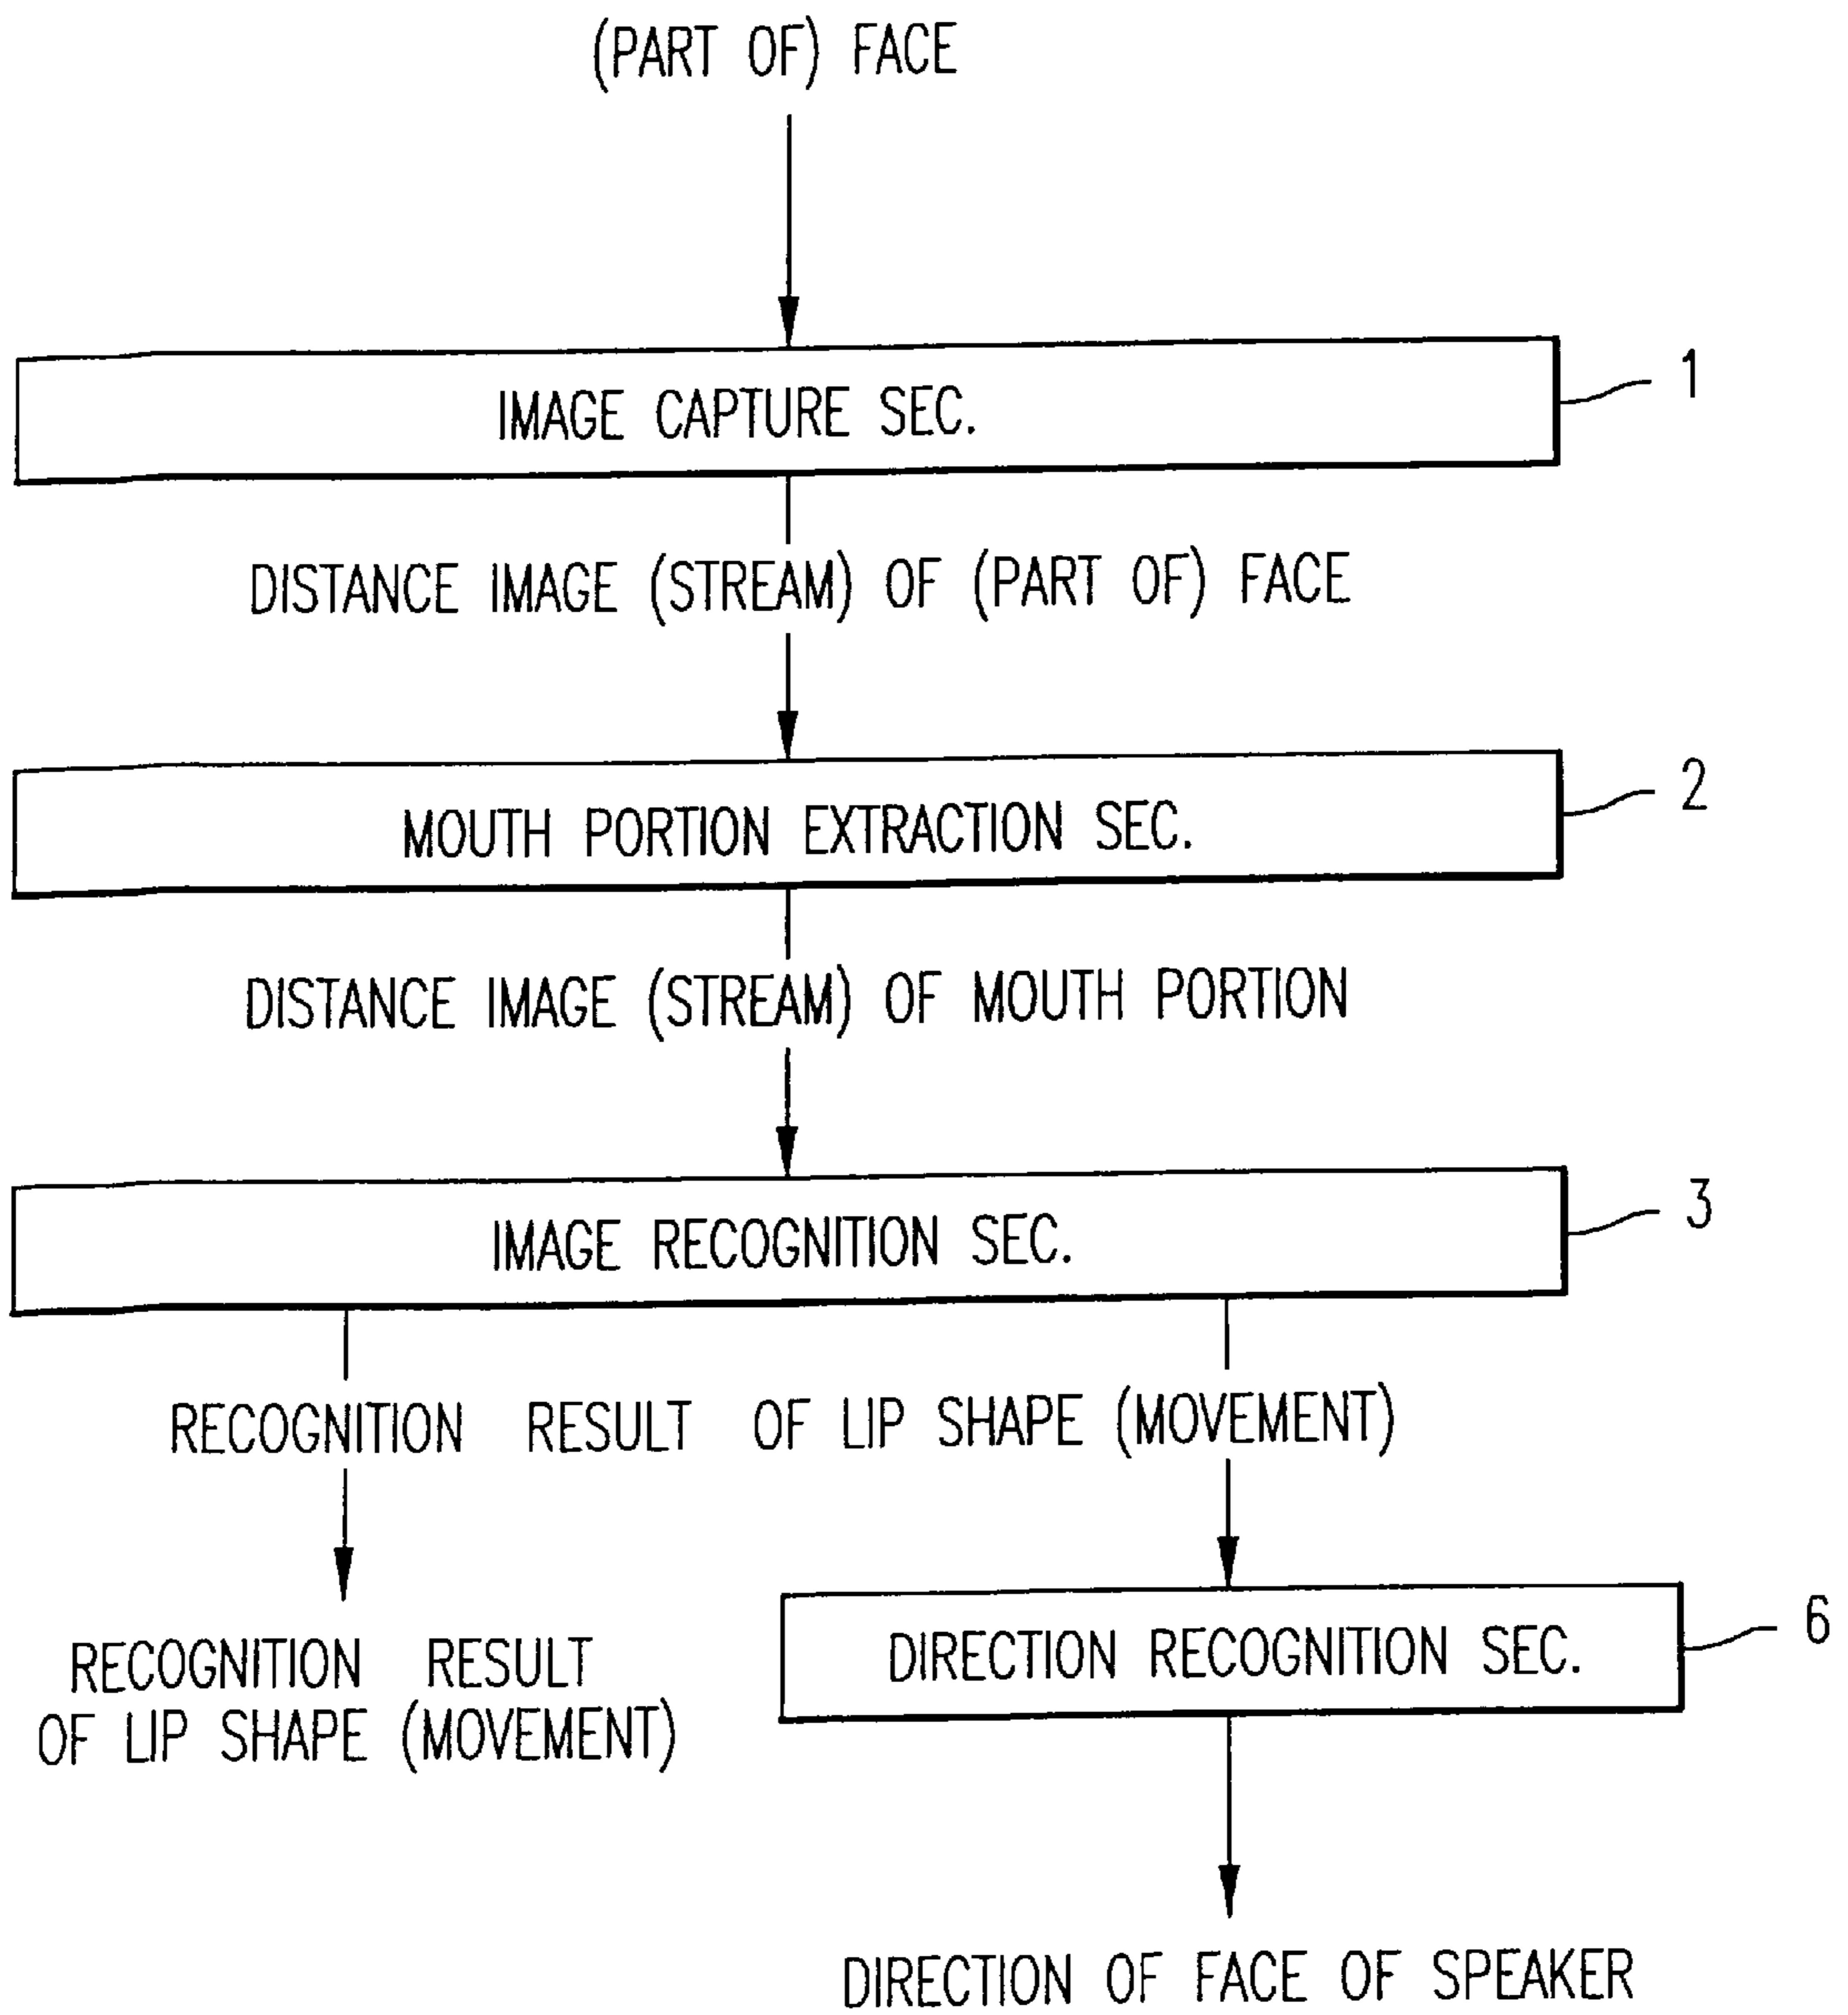 (PART OF) FACE
IMAGE CAPTURE SEC.
1
DISTANCE IMAGE (STREAM) OF (PART OF) FACE
MOUTH PORTION EXTRACTION SEC.
2
DISTANCE IMAGE (STREAM) OF MOUTH PORTION
IMAGE RECOGNITION SEC.
3
RECOGNITION RESULT OF LIP SHAPE (MOVEMENT)
RECOGNITION RESULT
OF LIP SHAPE (MOVEMENT)
DIRECTION RECOGNITION SEC.
6
DIRECTION OF FACE OF SPEAKER